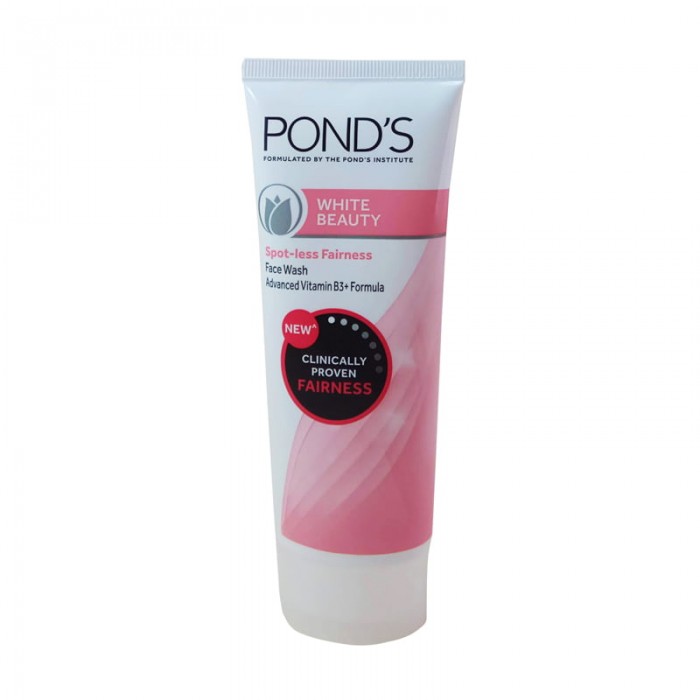 POND'S
FORMULATED BY THE POND'S INSTITUTE
WHITE
BEAUTY
Spot-less Fairness
Face Wash
Advanced Vitamin B3+ Formula
NEW^
CLINICALLY
PROVEN
FAIRNESS